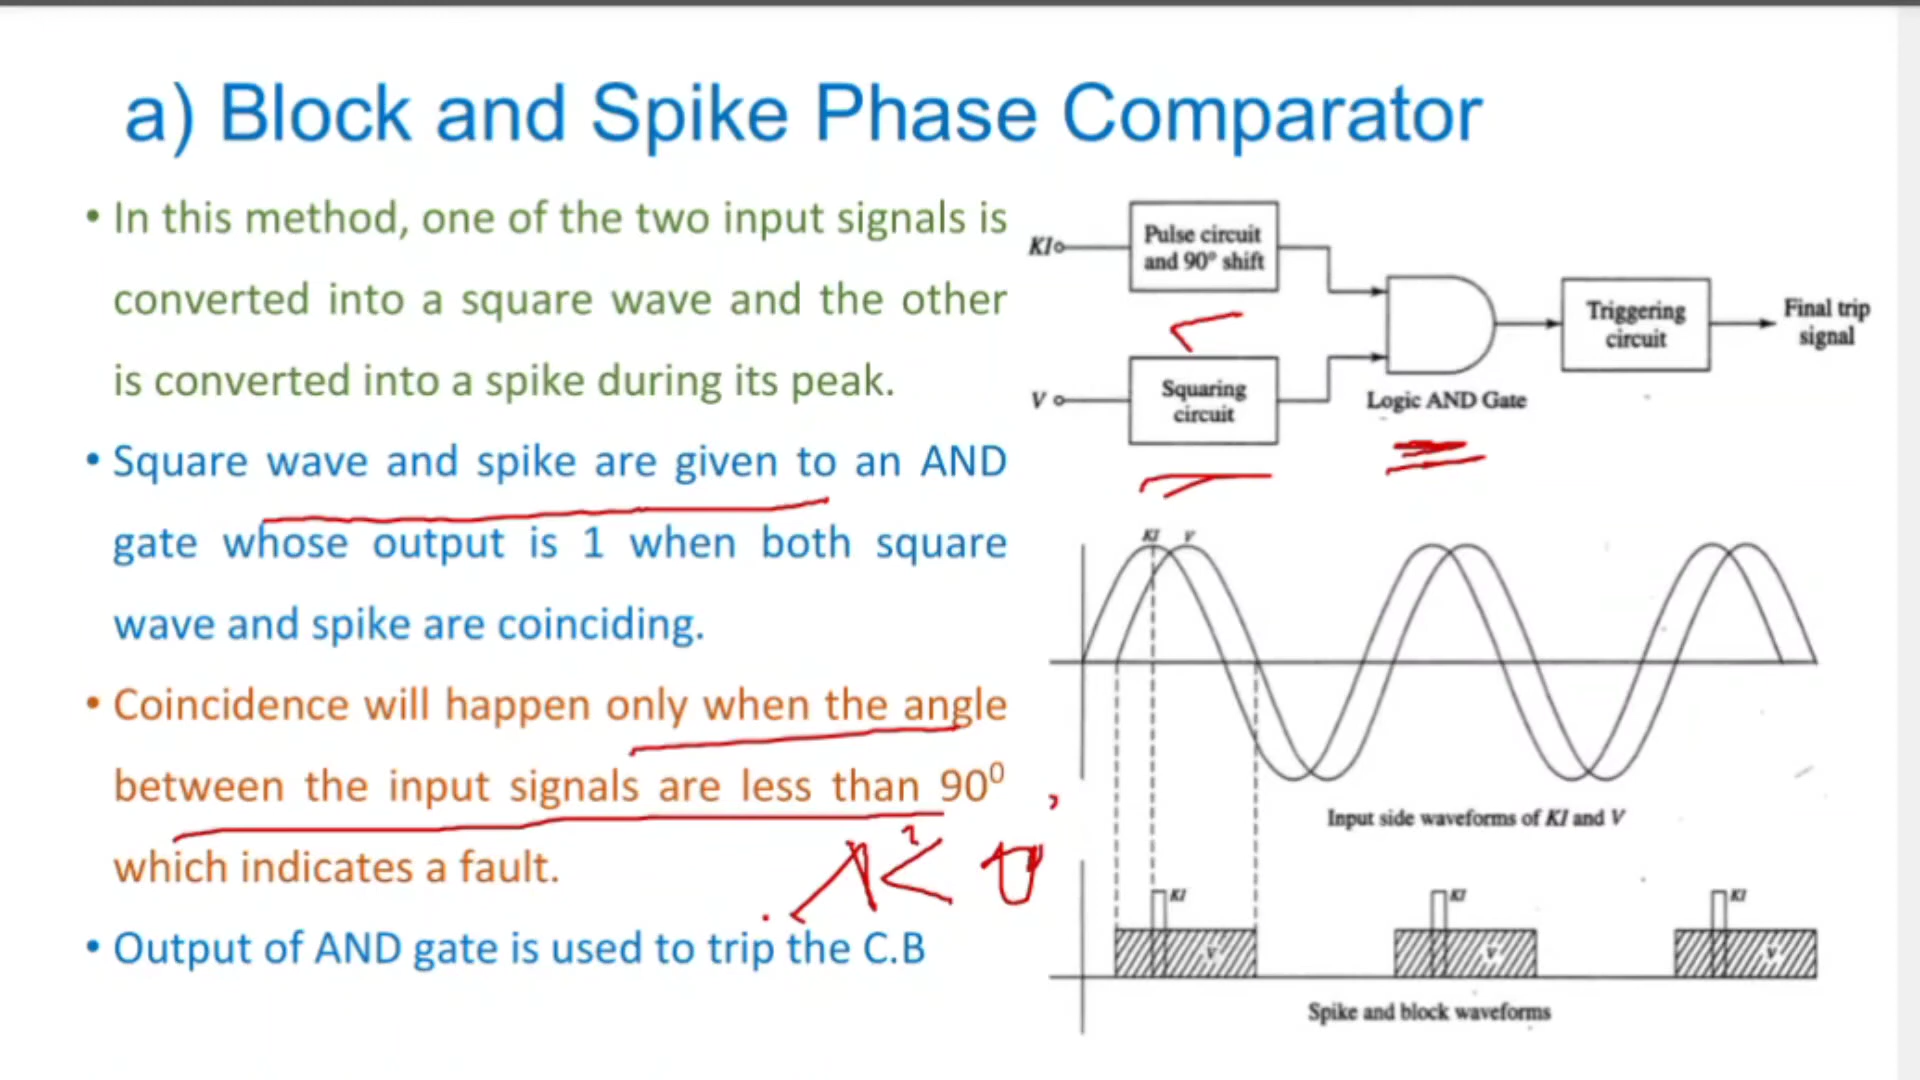 a) Block and Spike Phase Comparator
• In this method, one of the two input signals is
converted into a square wave and the other
is converted into a spike during its peak.
• Square wave and spike are given to an AND
gate whose output is 1 when both square
wave and spike are coinciding.
• Coincidence will happen only when the angle
between the input signals are less than 90⁰
which indicates a fault.
• Output of AND gate is used to trip the C.B
KI
Pulse circuit
and 90° shift
V
Squaring
circuit
Logic AND Gate
Triggering
circuit
Final trip
signal
KI V
Input side waveforms of KI and V
KI KI KI
V V V
Spike and block waveforms